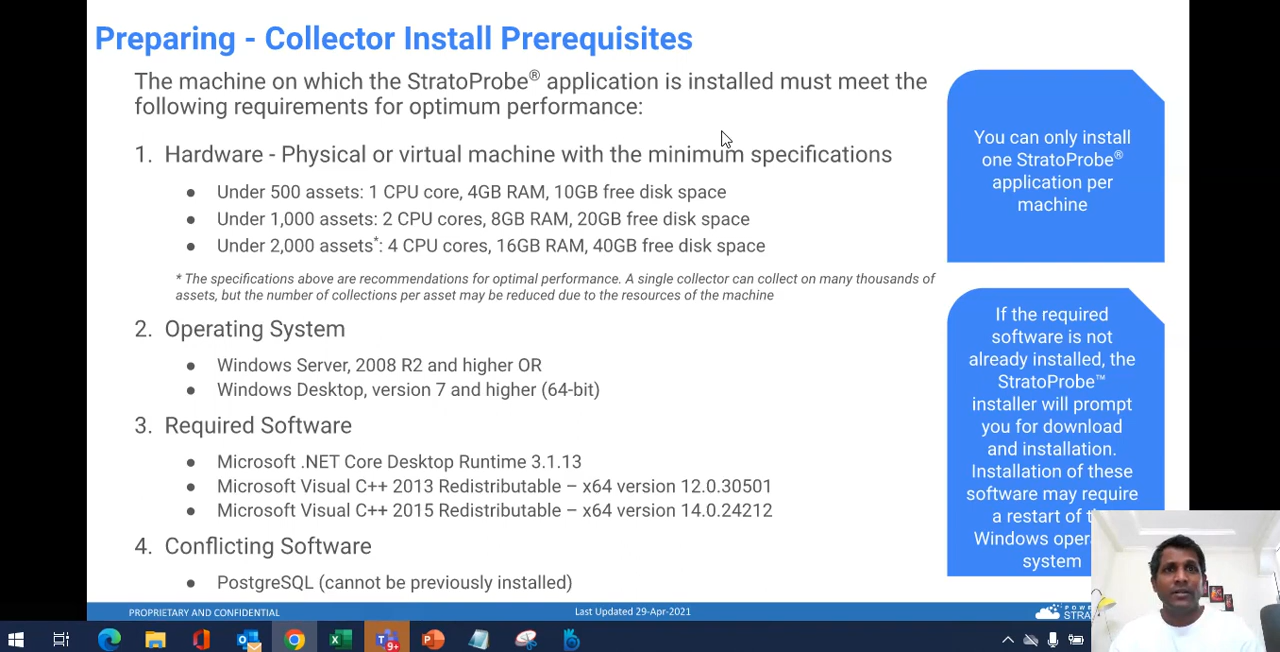 Preparing - Collector Install Prerequisites
The machine on which the StratoProbe® application is installed must meet the
following requirements for optimum performance:
1. Hardware - Physical or virtual machine with the minimum specifications
● Under 500 assets: 1 CPU core, 4GB RAM, 10GB free disk space
● Under 1,000 assets: 2 CPU cores, 8GB RAM, 20GB free disk space
● Under 2,000 assets*: 4 CPU cores, 16GB RAM, 40GB free disk space
* The specifications above are recommendations for optimal performance. A single collector can collect on many thousands of
assets, but the number of collections per asset may be reduced due to the resources of the machine
2. Operating System
● Windows Server, 2008 R2 and higher OR
● Windows Desktop, version 7 and higher (64-bit)
3. Required Software
● Microsoft .NET Core Desktop Runtime 3.1.13
● Microsoft Visual C++ 2013 Redistributable – x64 version 12.0.30501
● Microsoft Visual C++ 2015 Redistributable – x64 version 14.0.24212
4. Conflicting Software
● PostgreSQL (cannot be previously installed)
You can only install
one StratoProbe®
application per
machine
If the required
software is not
already installed, the
StratoProbe™
installer will prompt
you for download
and installation.
Installation of these
software may require
a restart of
Windows
system
PROPRIETARY AND CONFIDENTIAL
Last Updated 29-Apr-2021
9+